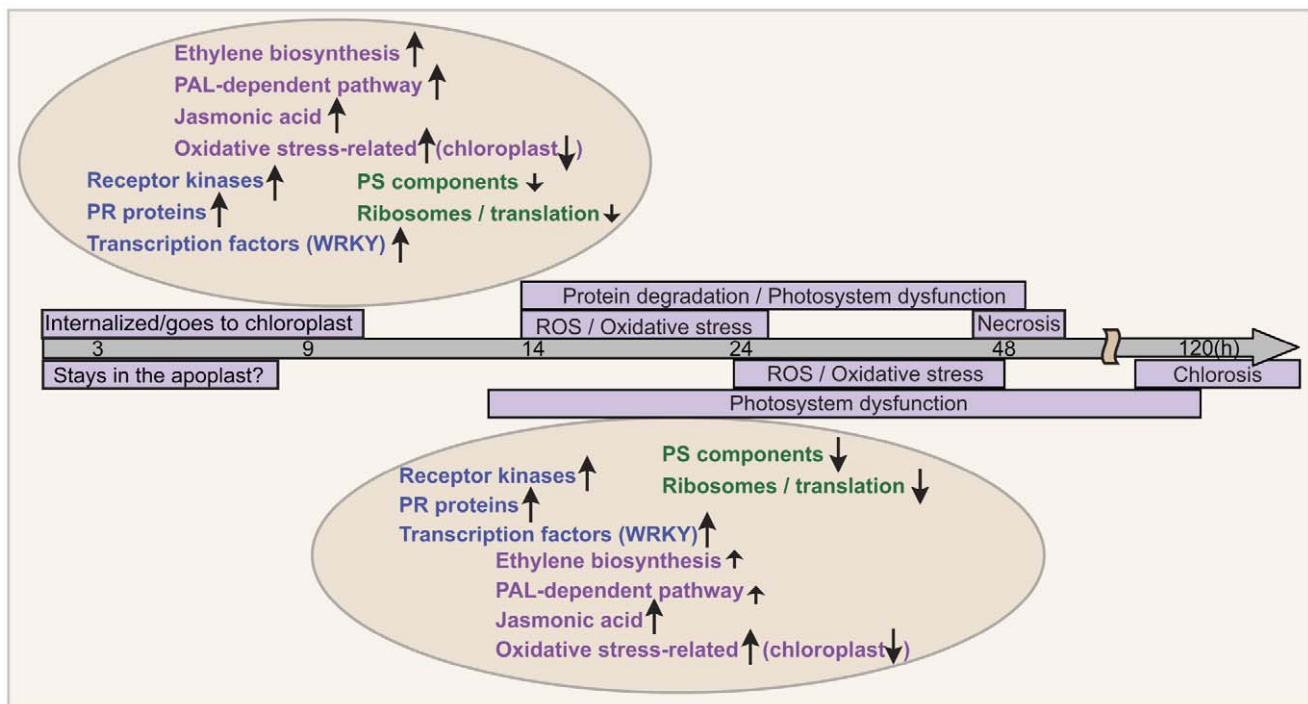 Ethylene biosynthesis
PAL-dependent pathway
Jasmonic acid
Oxidative stress-related (chloroplast )
Receptor kinases
PS components
PR proteins
Ribosomes / translation
Transcription factors (WRKY)
Protein degradation / Photosystem dysfunction
Internalized/goes to chloroplast
ROS / Oxidative stress
Necrosis
3 9 14 24 48 120(h)
Stays in the apoplast?
ROS / Oxidative stress
Chlorosis
Photosystem dysfunction
PS components
Receptor kinases
Ribosomes / translation
PR proteins
Transcription factors (WRKY)
Ethylene biosynthesis
PAL-dependent pathway
Jasmonic acid
Oxidative stress-related (chloroplast )